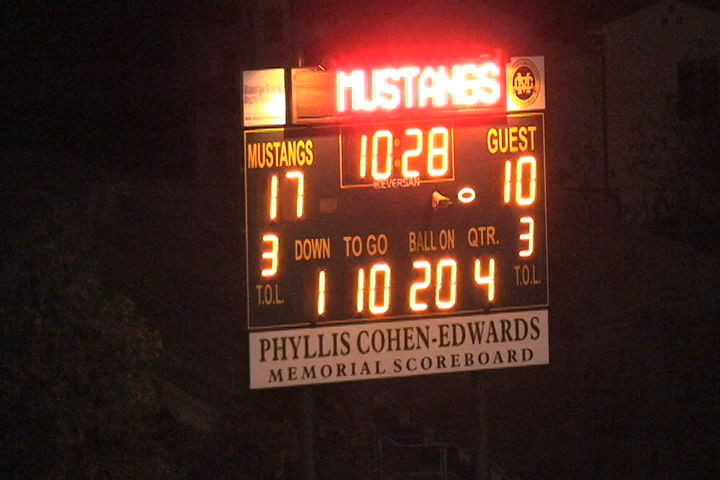 MUSTANGS
MUSTANGS 10:28 GUEST
17 10
EVERSAN
3 DOWN TO GO BALL ON QTR. 3
T.O.L. 1 10 20 4 T.O.L.
PHYLLIS COHEN-EDWARDS
MEMORIAL SCOREBOARD